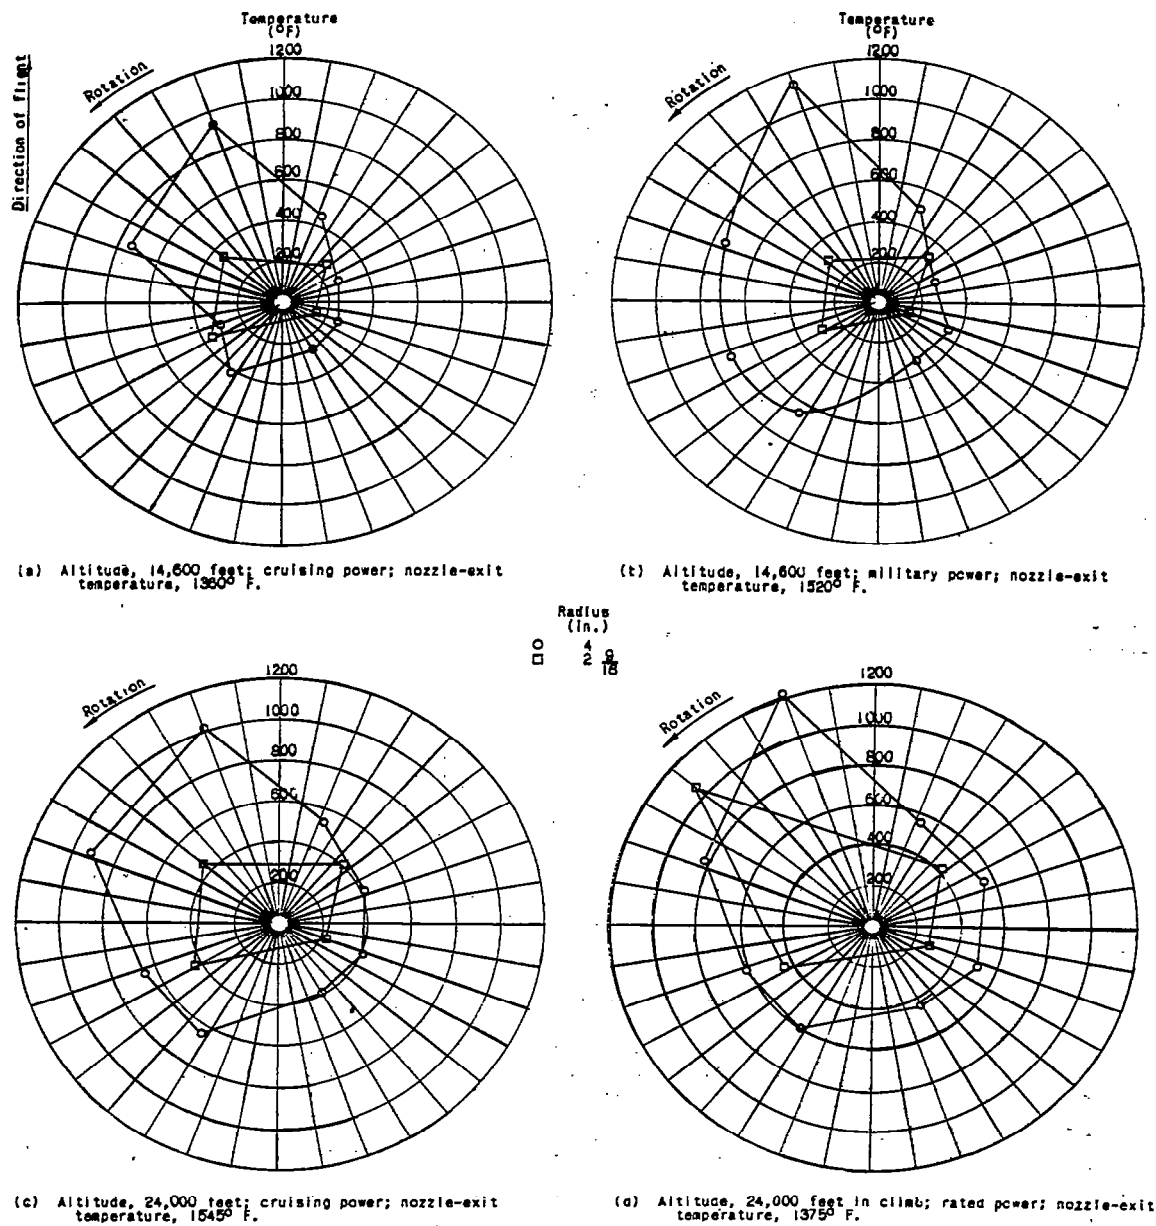 Temperature
(°F)
1200
1000
800
600
400
200
Rotation
Direction of flight
Temperature
(°F)
1200
1000
800
600
400
200
Rotation
(a) Altitude, 14,600 feet; cruising power; nozzle-exit
temperature, 1360° F.
(b) Altitude, 14,600 feet; military power; nozzle-exit
temperature, 1520° F.
Radius
(in.)
○ 4
□ 2 9/16
1200
1000
800
600
200
Rotation
1200
1000
800
600
400
200
Rotation
(c) Altitude, 24,000 feet; cruising power; nozzle-exit
temperature, 1545° F.
(d) Altitude, 24,000 feet in climb; rated power; nozzle-exit
temperature, 1375° F.